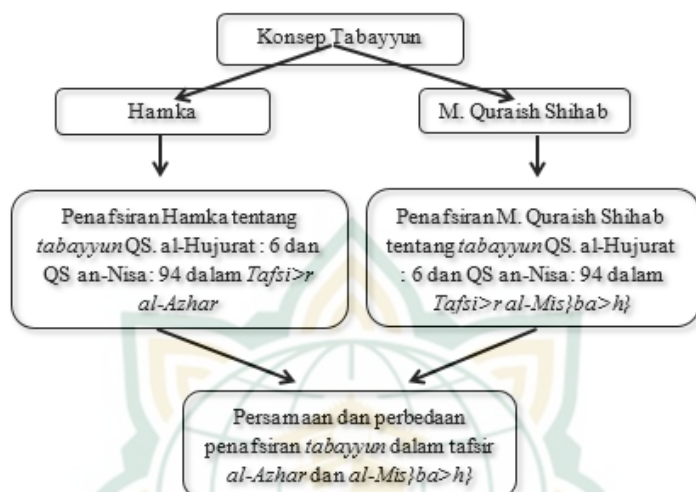 Konsep Tabayyun
Hamka
M. Quraish Shihab
Penafsiran Hamka tentang
tabayyun QS. al-Hujurat : 6 dan
QS an-Nisa: 94 dalam Tafsi>r
al-Azhar
Penafsiran M. Quraish Shihab
tentang tabayyun QS. al-Hujurat
: 6 dan QS an-Nisa: 94 dalam
Tafsi>r al-Mis}ba>h}
Persamaan dan perbedaan
penafsiran tabayyun dalam tafsir
al-Azhar dan al-Mis}ba>h}